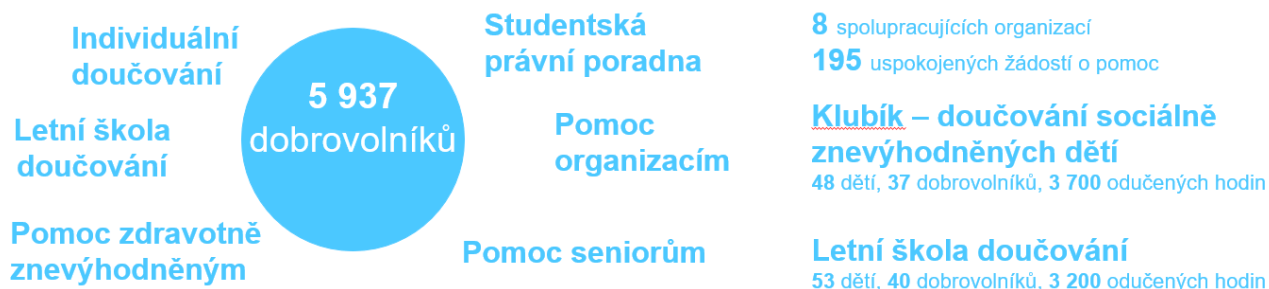 Individuální
doučování
Letní škola
doučování
Pomoc zdravotně
znevýhodněným
5 937
dobrovolníků
Studentská
právní poradna
Pomoc
organizacím
Pomoc seniorům
8 spolupracujících organizací
195 uspokojených žádostí o pomoc
Klubík – doučování sociálně
znevýhodněných dětí
48 dětí, 37 dobrovolníků, 3 700 odučených hodin
Letní škola doučování
53 dětí, 40 dobrovolníků, 3 200 odučených hodin